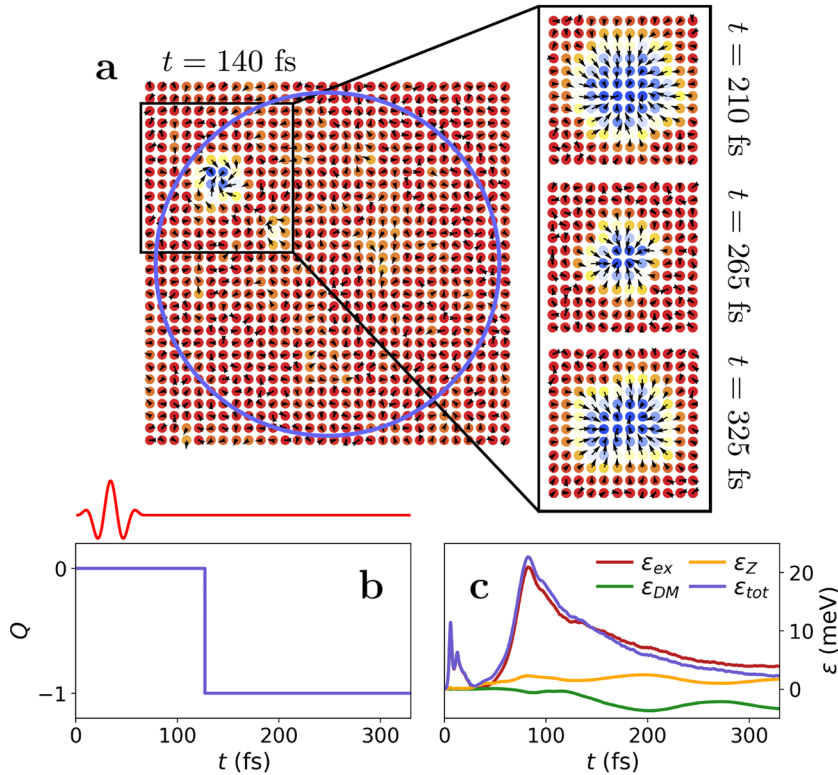 a
t = 140 fs
t = 210 fs
t = 265 fs
t = 325 fs
b
0
−1
Q
0
100
200
300
t (fs)
c
ε_ex
ε_Z
ε_DM
ε_tot
20
10
0
ε (meV)
0
100
200
300
t (fs)